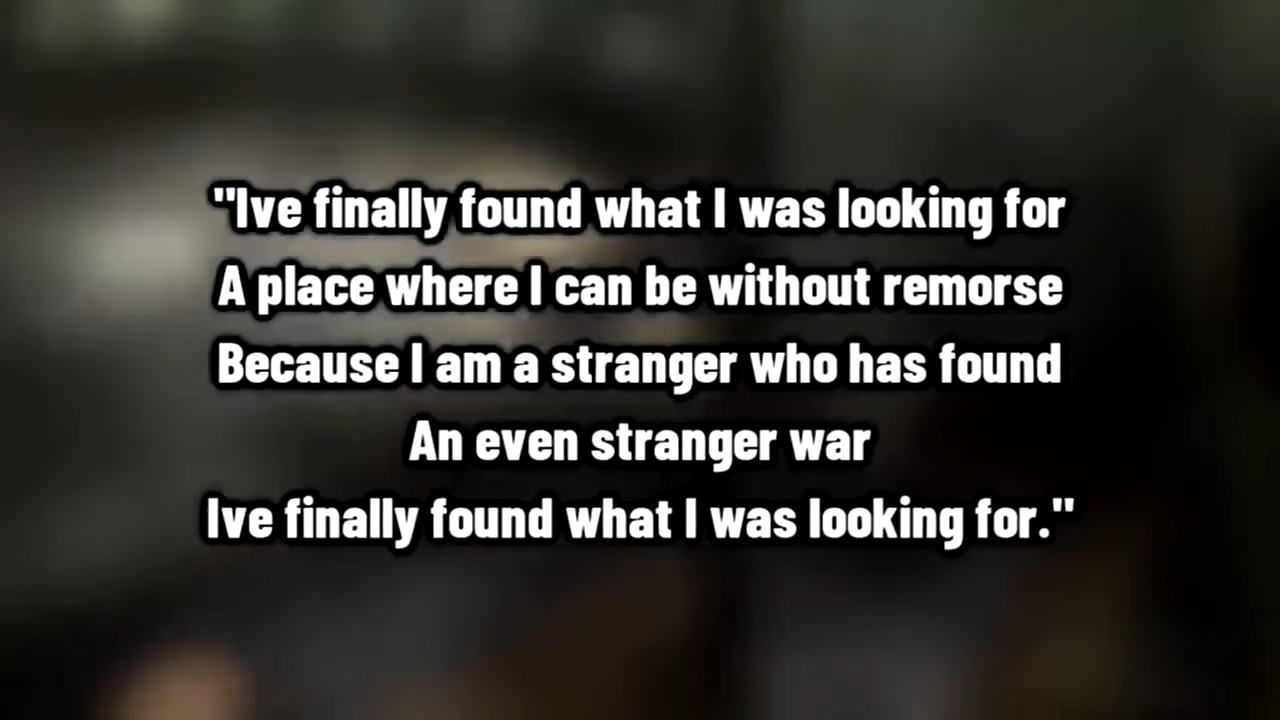 "Ive finally found what I was looking for
A place where I can be without remorse
Because I am a stranger who has found
An even stranger war
Ive finally found what I was looking for."